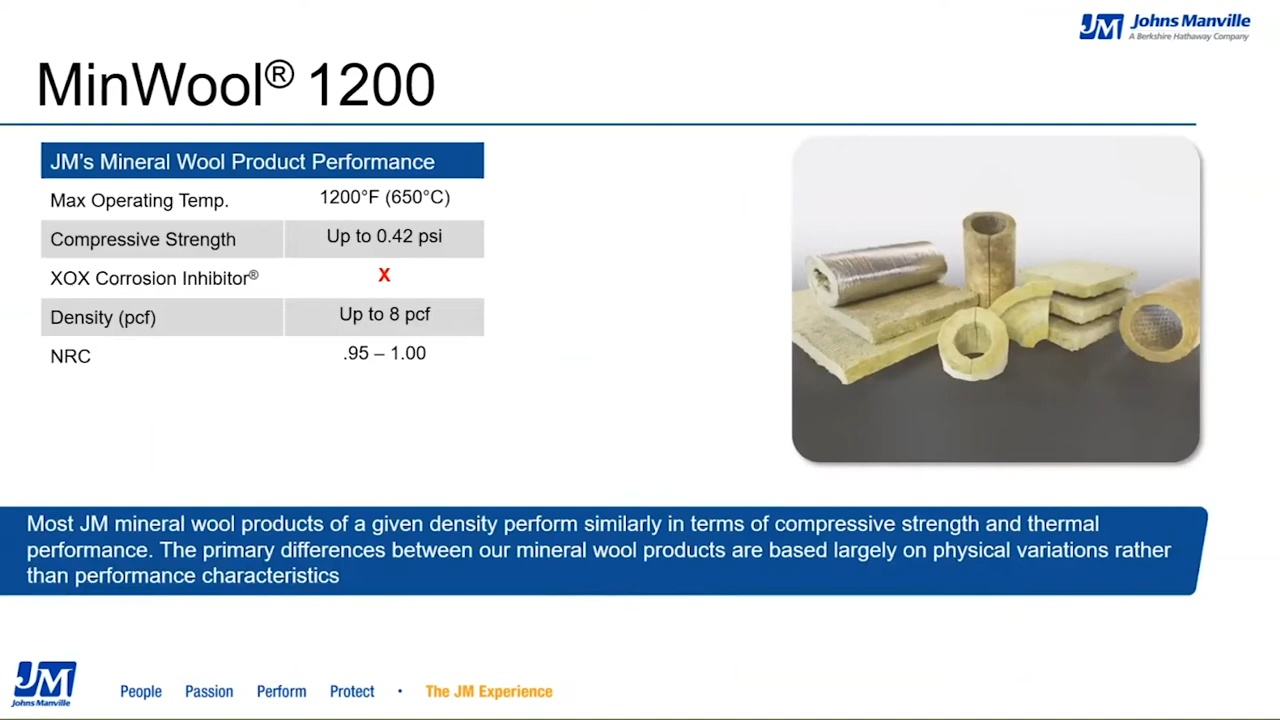 JM Johns Manville
A Berkshire Hathaway Company
MinWool® 1200
JM's Mineral Wool Product Performance
Max Operating Temp. 1200°F (650°C)
Compressive Strength Up to 0.42 psi
XOX Corrosion Inhibitor® X
Density (pcf) Up to 8 pcf
NRC .95 – 1.00
Most JM mineral wool products of a given density perform similarly in terms of compressive strength and thermal
performance. The primary differences between our mineral wool products are based largely on physical variations rather
than performance characteristics
JM
Johns Manville
People Passion Perform Protect • The JM Experience